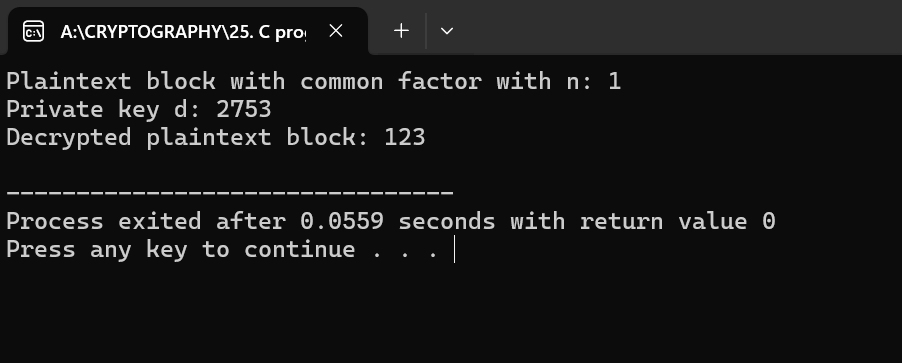 A:\CRYPTOGRAPHY\25. C pro
Plaintext block with common factor with n: 1
Private key d: 2753
Decrypted plaintext block: 123
--------------------------------
Process exited after 0.0559 seconds with return value 0
Press any key to continue . . .